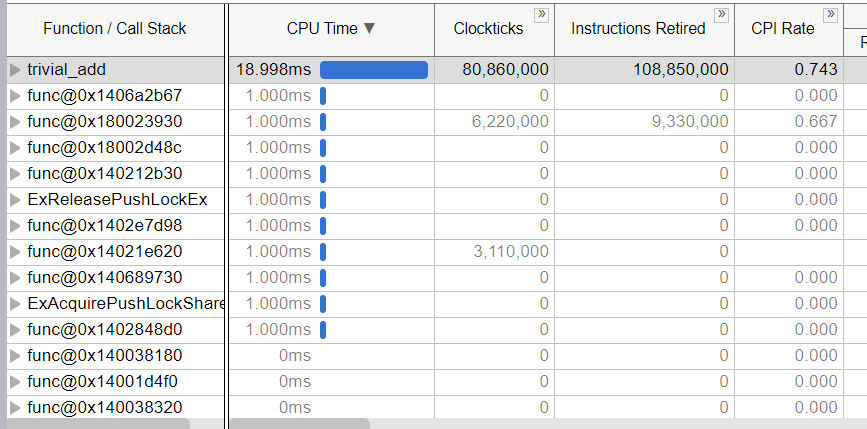 Function / Call Stack CPU Time ▼ Clockticks » Instructions Retired » CPI Rate » R
trivial_add 18.998ms 80,860,000 108,850,000 0.743
func@0x1406a2b67 1.000ms 0 0 0.000
func@0x180023930 1.000ms 6,220,000 9,330,000 0.667
func@0x18002d48c 1.000ms 0 0 0.000
func@0x140212b30 1.000ms 0 0 0.000
ExReleasePushLockEx 1.000ms 0 0 0.000
func@0x1402e7d98 1.000ms 0 0 0.000
func@0x14021e620 1.000ms 3,110,000 0
func@0x140689730 1.000ms 0 0 0.000
ExAcquirePushLockShare 1.000ms 0 0 0.000
func@0x1402848d0 1.000ms 0 0 0.000
func@0x140038180 0ms 0 0 0.000
func@0x14001d4f0 0ms 0 0 0.000
func@0x140038320 0ms 0 0 0.000